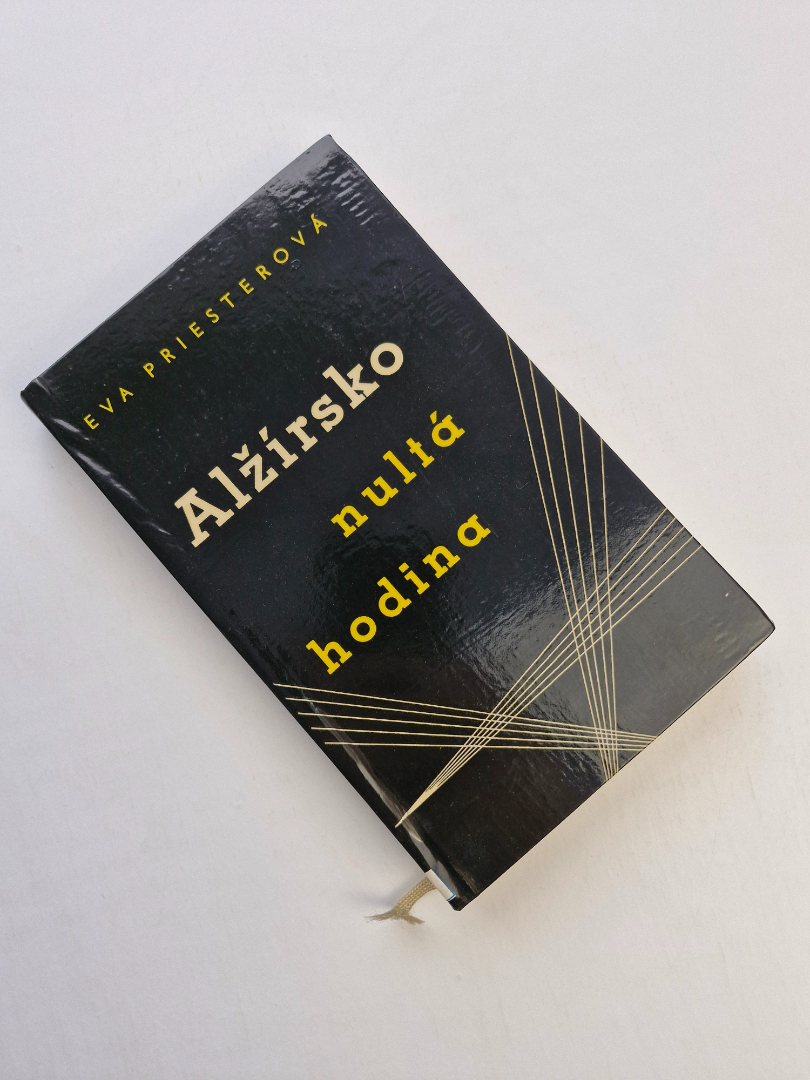 EVA PRIESTEROVÁ
Alžírsko
nultá
hodina